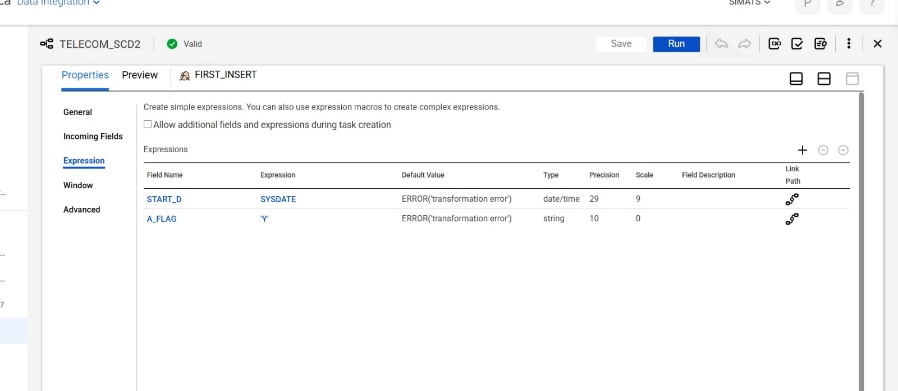 Data Integration
SIMATS
TELECOM_SCD2
Valid
Save
Run
Properties
Preview
FIRST_INSERT
General
Incoming Fields
Expression
Window
Advanced
Create simple expressions. You can also use expression macros to create complex expressions.
Allow additional fields and expressions during task creation
Expressions
Field Name Expression Default Value Type Precision Scale Field Description Link Path
START_D SYSDATE ERROR('transformation error') date/time 29 9
A_FLAG 'Y' ERROR('transformation error') string 10 0
7